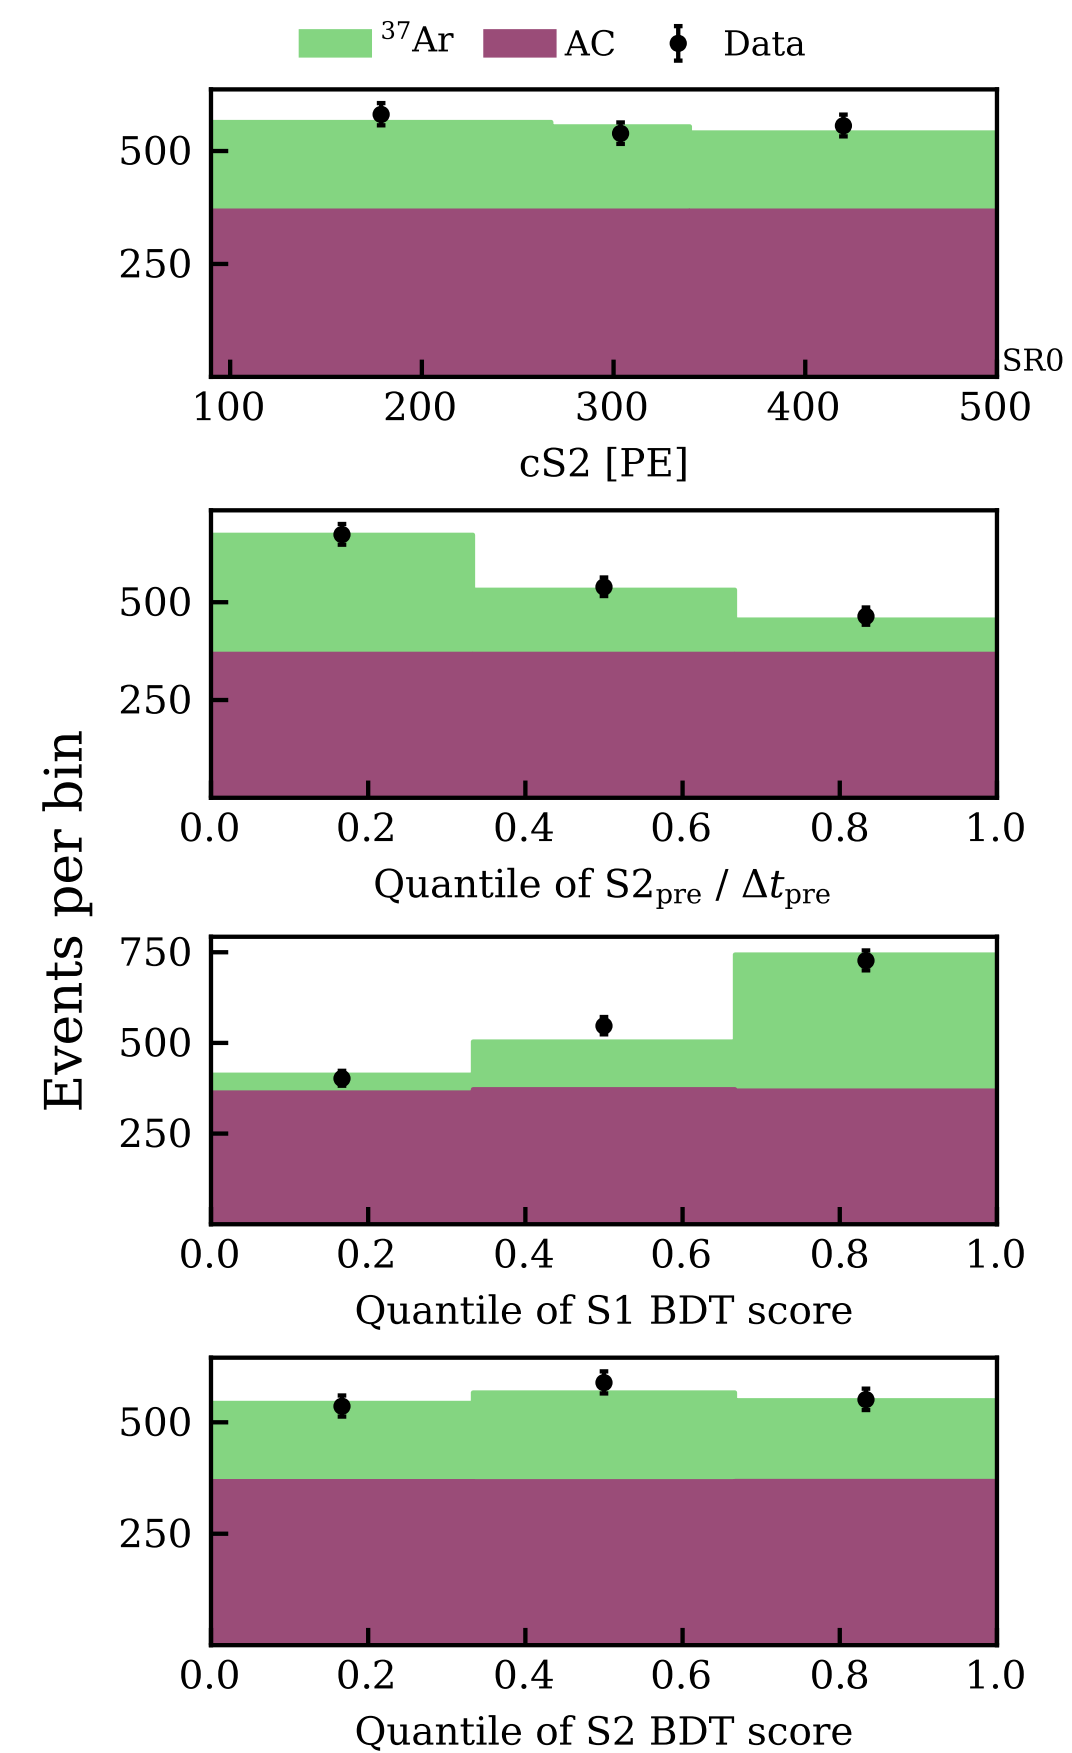 ³⁷Ar AC Data
500
250
SR0
100 200 300 400 500
cS2 [PE]
500
250
0.0 0.2 0.4 0.6 0.8 1.0
Quantile of S2pre / Δtpre
Events per bin
750
500
250
0.0 0.2 0.4 0.6 0.8 1.0
Quantile of S1 BDT score
500
250
0.0 0.2 0.4 0.6 0.8 1.0
Quantile of S2 BDT score